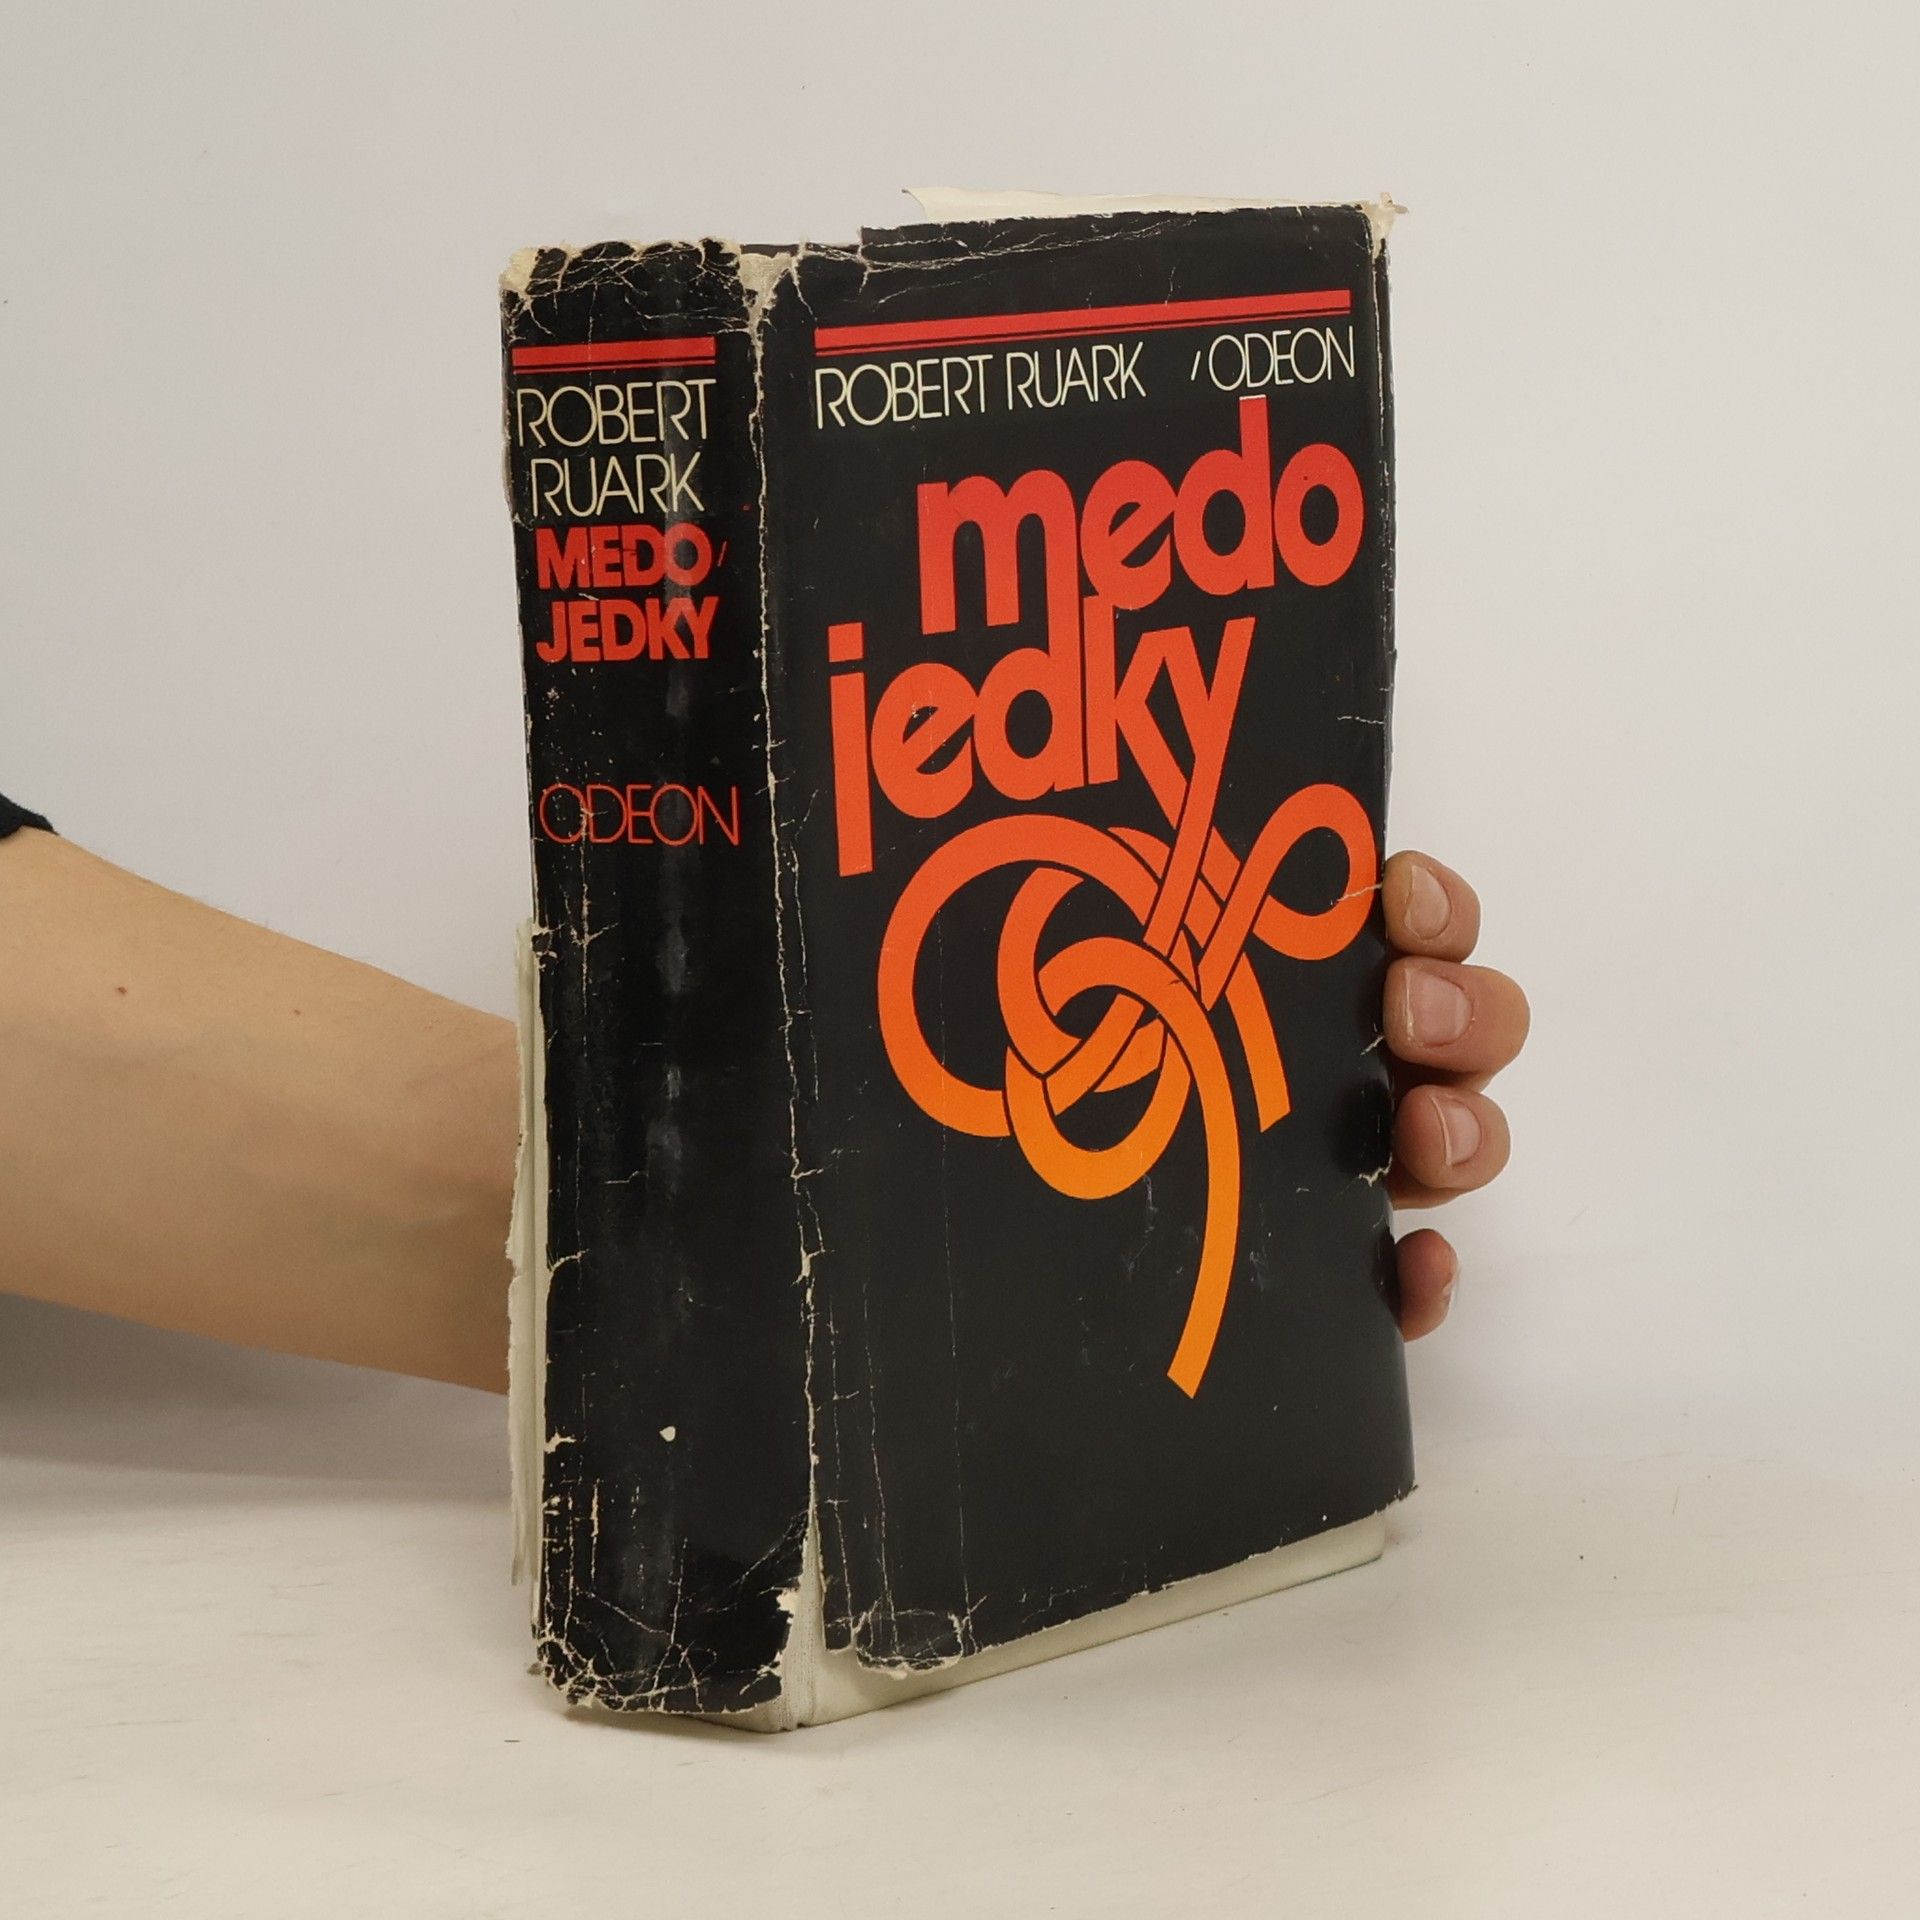 ROBERT
RUARK
MEDO/
JEDKY
ODEON
ROBERT RUARK /ODEON
medo
jedky